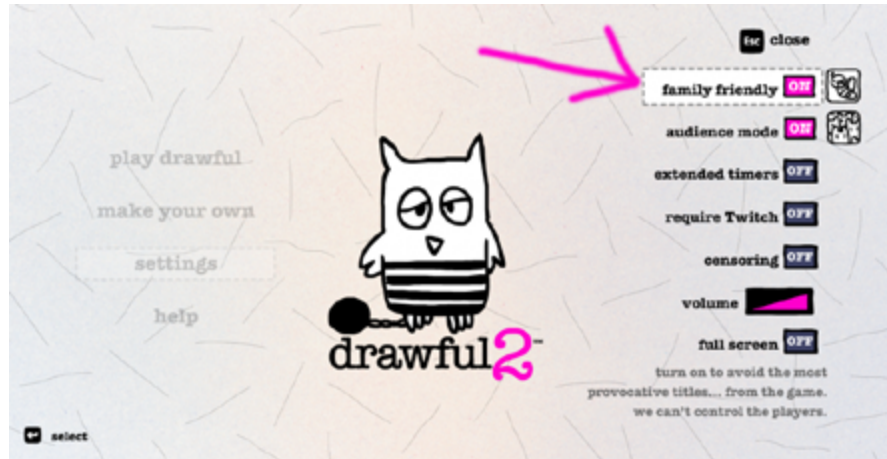 Esc close
family friendly ON
audience mode ON
extended timers OFF
require Twitch OFF
censoring OFF
volume
full screen OFF
turn on to avoid the most
provocative titles... from the game.
we can't control the players.
play drawful
make your own
settings
help
drawful 2™
select